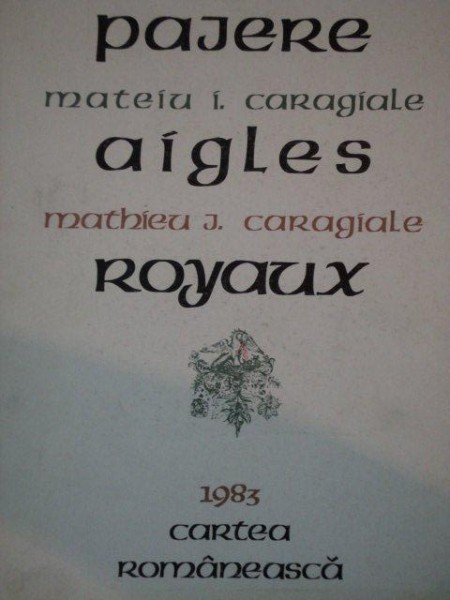 pajere
mateiu i. caragiale
aigles
mathieu j. caragiale
royaux
1983
cartea
românească